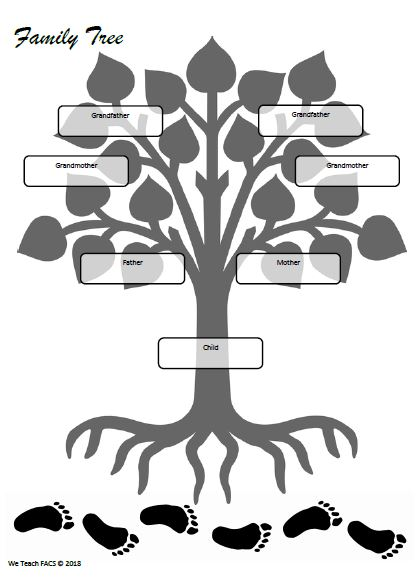 Family Tree
Grandfather
Grandfather
Grandmother
Grandmother
Father
Mother
Child
We Teach FACS © 2018